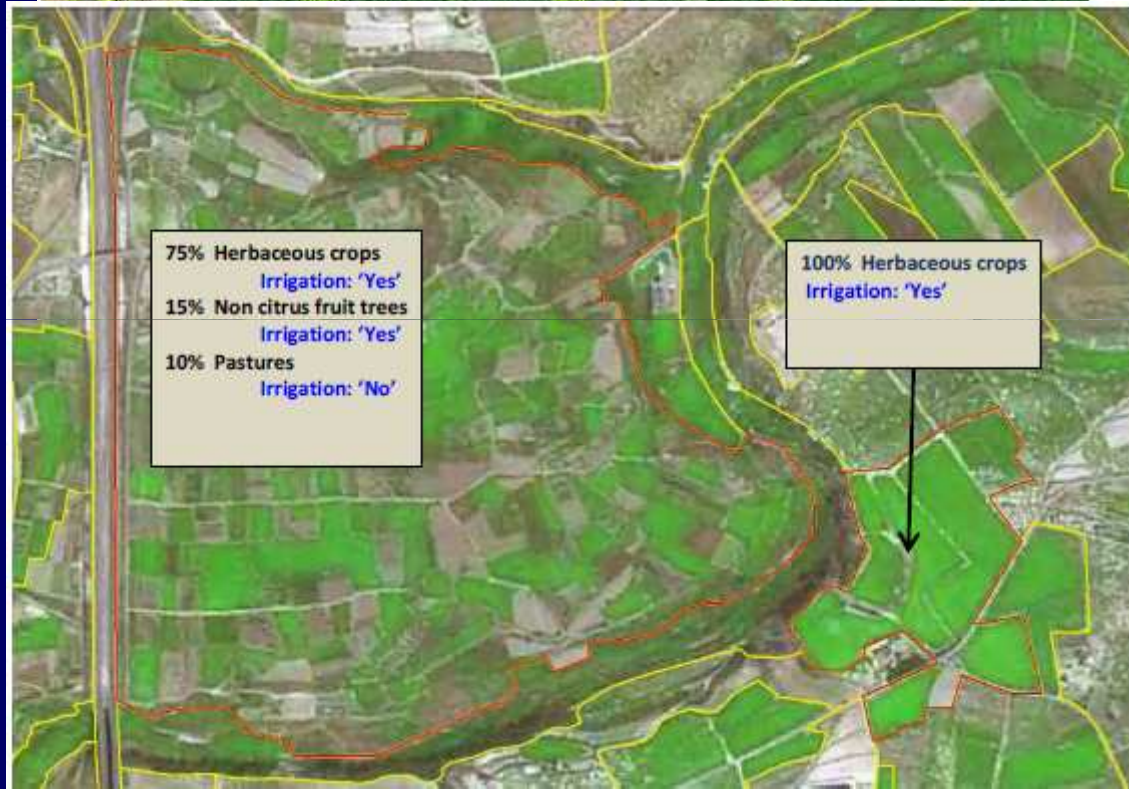 75% Herbaceous crops
Irrigation: ‘Yes’
15% Non citrus fruit trees
Irrigation: ‘Yes’
10% Pastures
Irrigation: ‘No’
100% Herbaceous crops
Irrigation: ‘Yes’